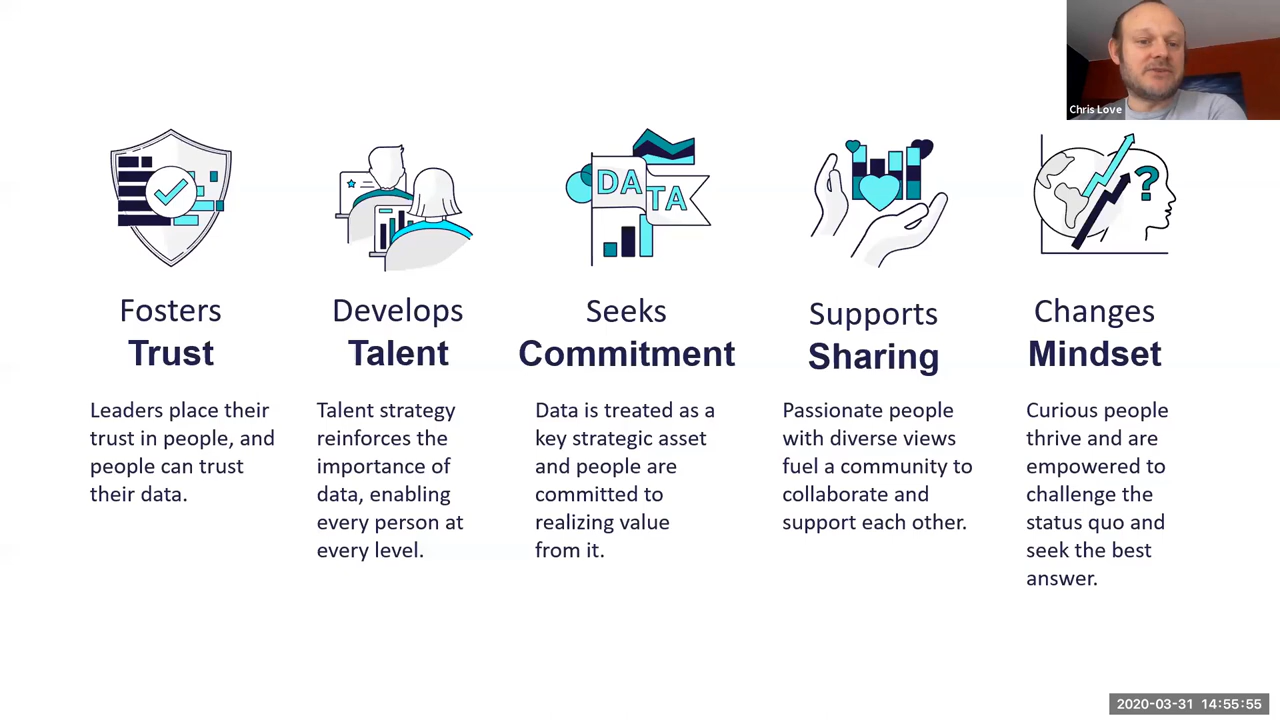 Chris Love
DATA
Fosters
Trust
Leaders place their
trust in people, and
people can trust
their data.
Develops
Talent
Talent strategy
reinforces the
importance of
data, enabling
every person at
every level.
Seeks
Commitment
Data is treated as a
key strategic asset
and people are
committed to
realizing value
from it.
Supports
Sharing
Passionate people
with diverse views
fuel a community to
collaborate and
support each other.
?
Changes
Mindset
Curious people
thrive and are
empowered to
challenge the
status quo and
seek the best
answer.
2020-03-31 14:55:55